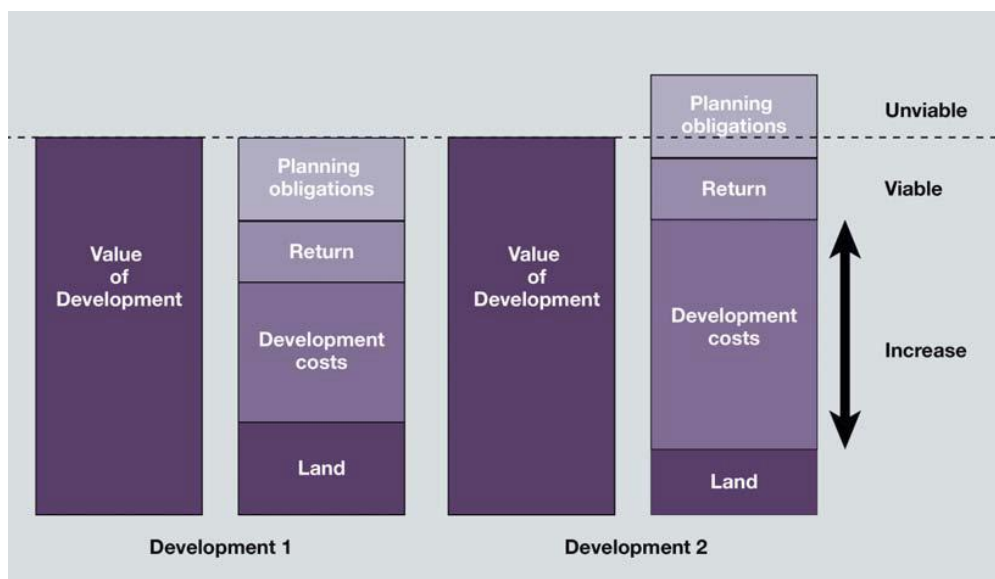 Value
of
Development
Planning
obligations
Return
Development
costs
Land
Development 1
Value
of
Development
Planning
obligations
Return
Development
costs
Land
Development 2
Unviable
Viable
Increase